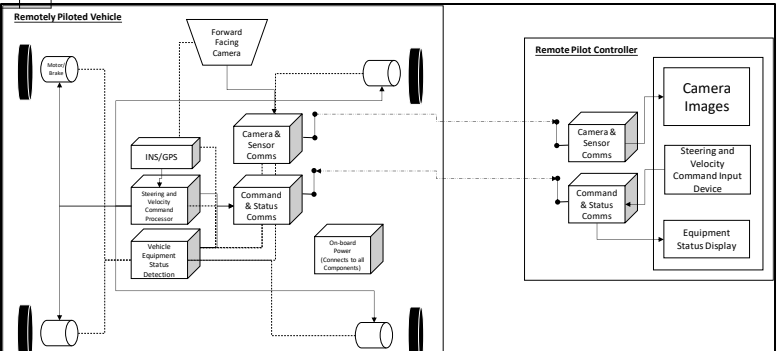 Remotely Piloted Vehicle
Forward
Facing
Camera
Motor/
Brake
Camera &
Sensor
Comms
INS/GPS
Steering and
Velocity
Command
Processor
Command
& Status
Comms
Vehicle
Equipment
Status
Detection
On-board
Power
(Connects to all
Components)
Remote Pilot Controller
Camera
Images
Camera &
Sensor
Comms
Steering and
Velocity
Command Input
Device
Command
& Status
Comms
Equipment
Status Display